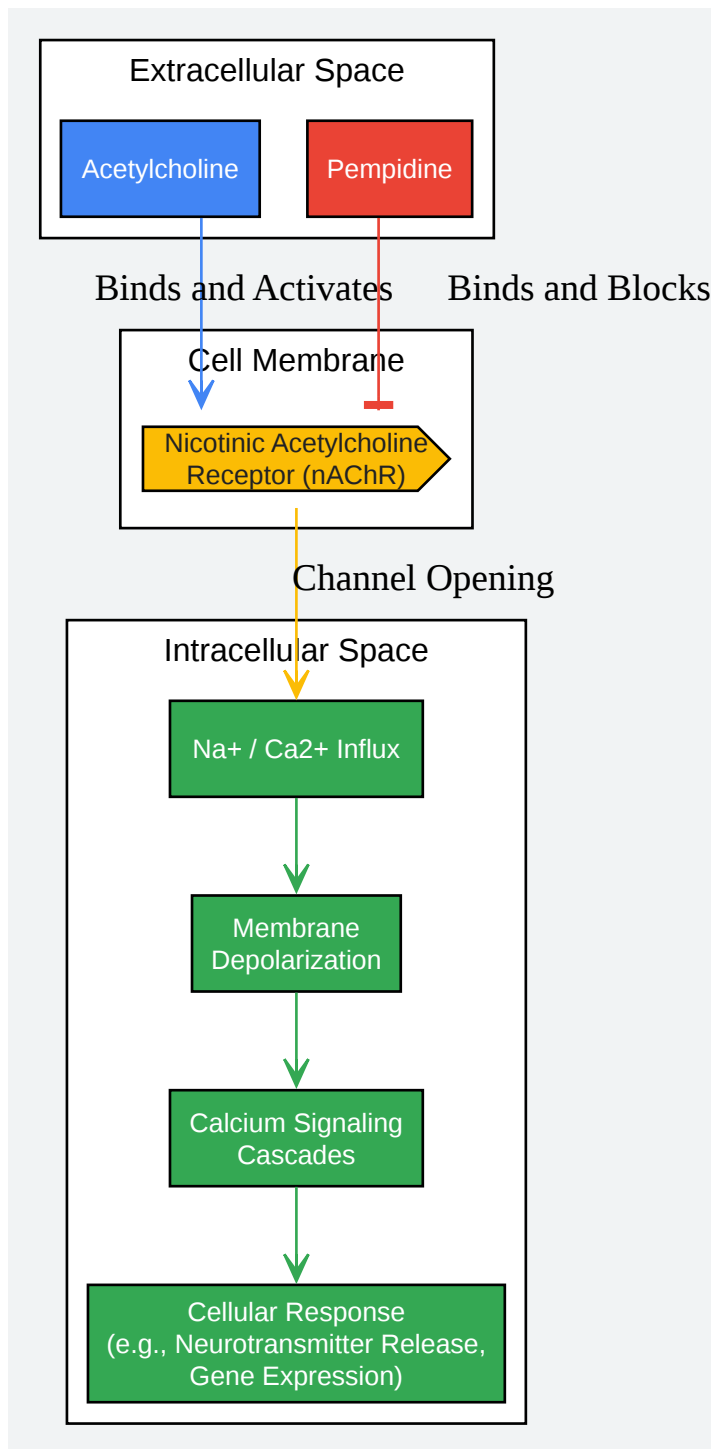 Extracellular Space
Acetylcholine
Pempidine
Binds and Activates
Binds and Blocks
Cell Membrane
Nicotinic Acetylcholine
Receptor (nAChR)
Channel Opening
Intracellular Space
Na+ / Ca2+ Influx
Membrane
Depolarization
Calcium Signaling
Cascades
Cellular Response
(e.g., Neurotransmitter Release,
Gene Expression)